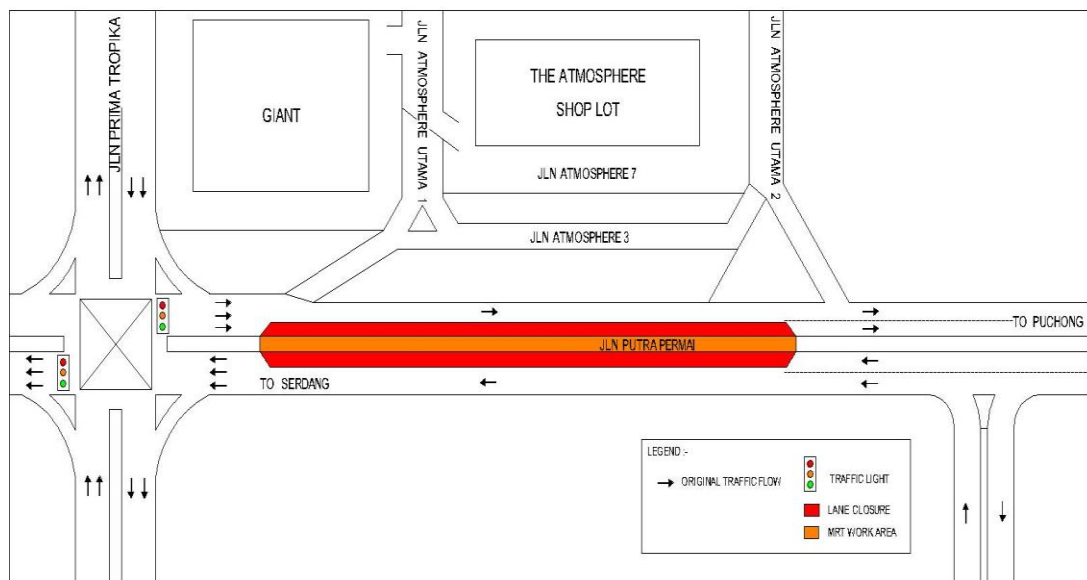 JLN PRIMA TROPIKA
GIANT
JLN ATMOSPHERE UTAMA 1
THE ATMOSPHERE
SHOP LOT
JLN ATMOSPHERE UTAMA 2
JLN ATMOSPHERE 7
JLN ATMOSPHERE 3
TO PUCHONG
JLN PUTRA PERMAI
TO SERDANG
LEGEND :-
ORIGINAL TRAFFIC FLOW
TRAFFIC LIGHT
LANE CLOSURE
MRT WORK AREA